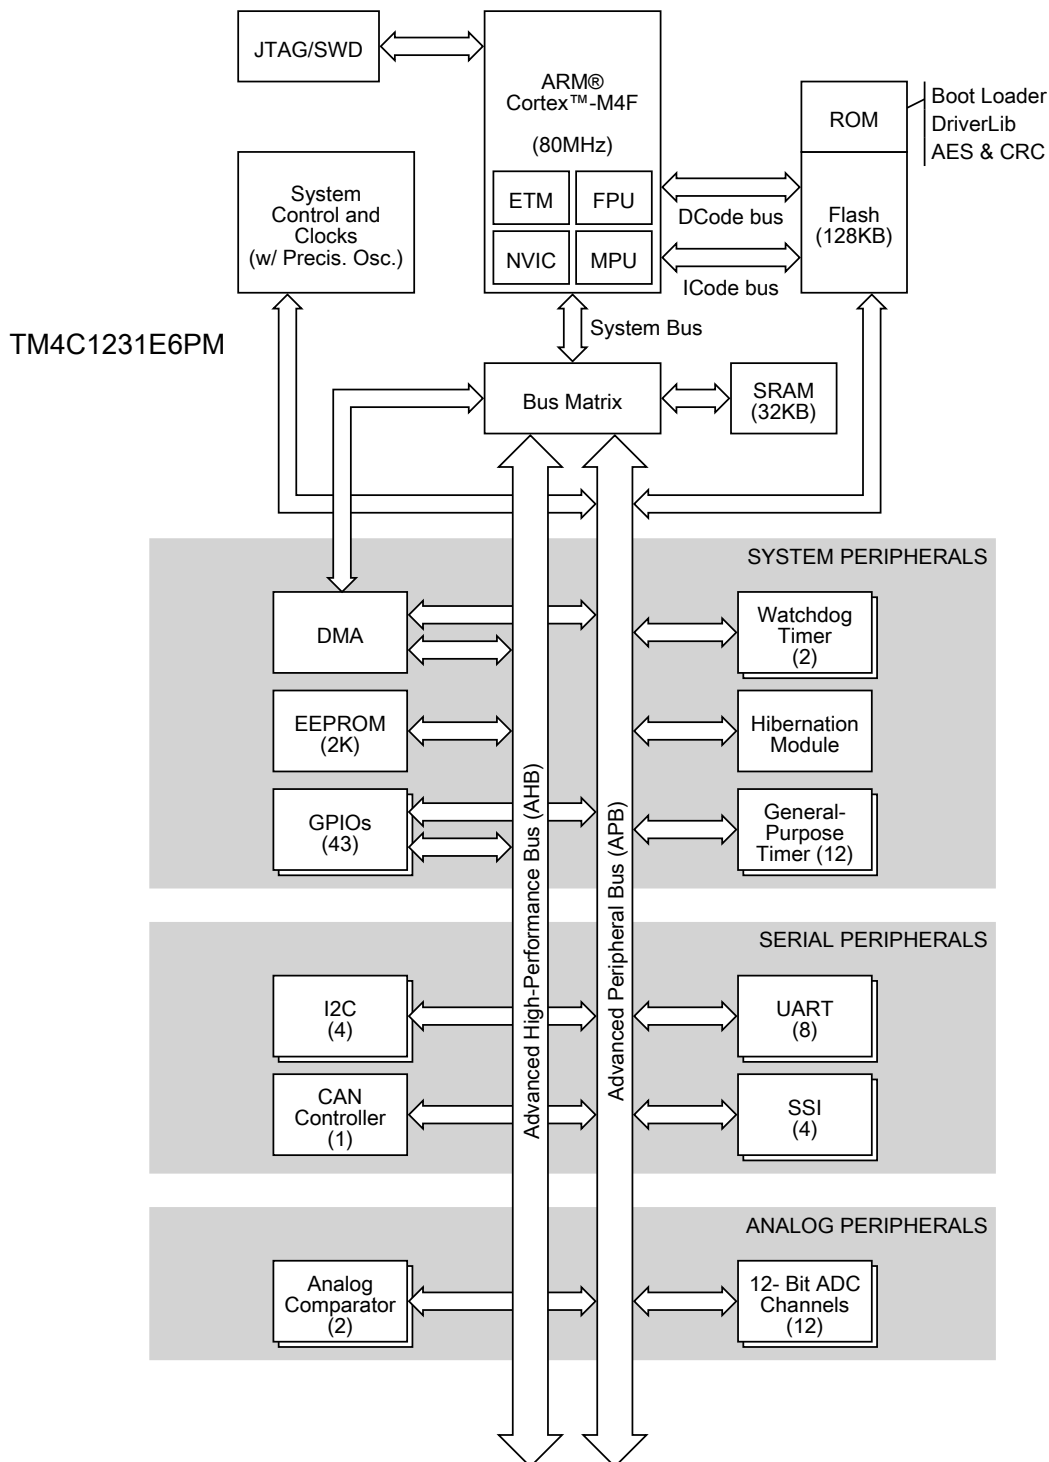 JTAG/SWD
ARM®
Cortex™-M4F
(80MHz)
ETM
FPU
NVIC
MPU
ROM
Boot Loader
DriverLib
AES & CRC
System
Control and
Clocks
(w/ Precis. Osc.)
DCode bus
Flash
(128KB)
ICode bus
TM4C1231E6PM
System Bus
Bus Matrix
SRAM
(32KB)
SYSTEM PERIPHERALS
DMA
Watchdog
Timer
(2)
EEPROM
(2K)
Hibernation
Module
GPIOs
(43)
General-
Purpose
Timer (12)
Advanced High-Performance Bus (AHB)
Advanced Peripheral Bus (APB)
SERIAL PERIPHERALS
I2C
(4)
UART
(8)
CAN
Controller
(1)
SSI
(4)
ANALOG PERIPHERALS
Analog
Comparator
(2)
12- Bit ADC
Channels
(12)